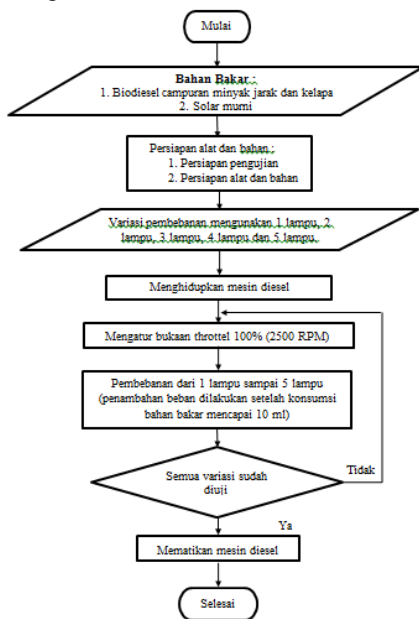 Mulai
Bahan Bakar :
1. Biodiesel campuran minyak jarak dan kelapa
2. Solar murni
Persiapan alat dan bahan :
1. Persiapan pengujian
2. Persiapan alat dan bahan
Variasi pembebanan mengunakan 1 lampu, 2
lampu, 3 lampu, 4 lampu dan 5 lampu.
Menghidupkan mesin diesel
Mengatur bukaan throttel 100% (2500 RPM)
Pembebanan dari 1 lampu sampai 5 lampu
(penambahan beban dilakukan setelah konsumsi
bahan bakar mencapai 10 ml)
Semua variasi sudah
diuji
Tidak
Ya
Mematikan mesin diesel
Selesai